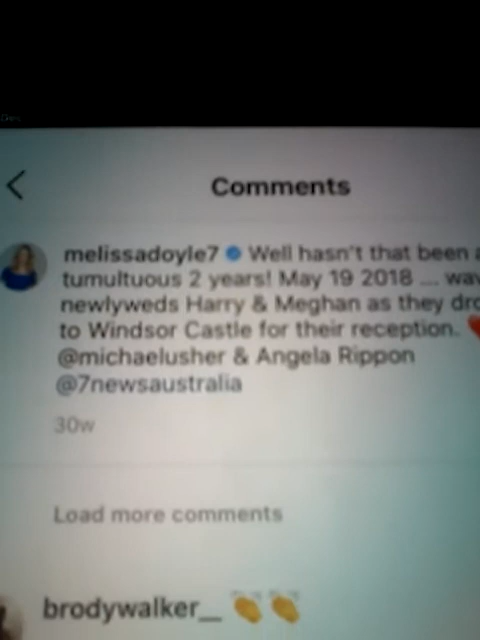 Comments
melissadoyle7 Well hasn't that been a
tumultuous 2 years! May 19 2018 ....
newlyweds Harry & Meghan as they
to Windsor Castle for their reception. ❤️
@michaelusher & Angela Rippon
@7newsaustralia
30w
Load more comments
brodywalker__ 👏👏